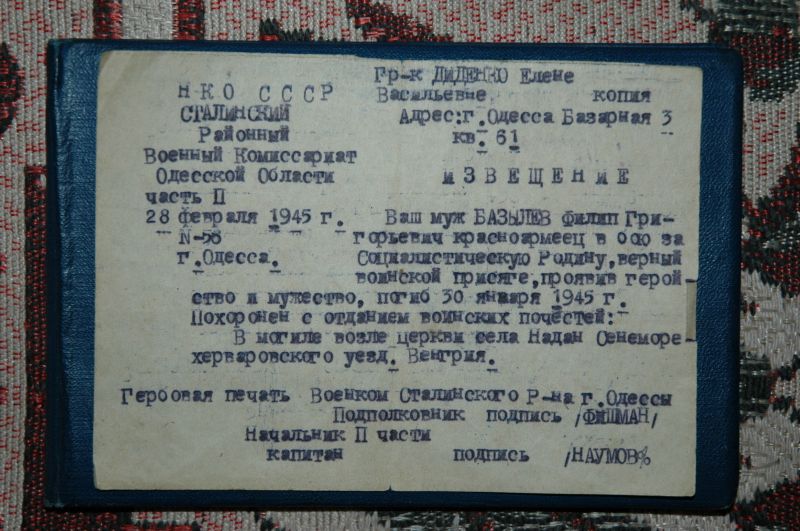 Гр-к ДИДЕНКО Елене
НКО СССР Васильевне копия
СТАЛИНСКИЙ Адрес:г.Одесса Базарная 3
Районный кв. 61
Военный Комиссариат
Одесской Области ИЗВЕЩЕНИЕ
часть II
28 февраля 1945 г. Ваш муж БАЗЫЛЕВ Филип Гри-
N-58 горьевич красноармеец в бою за
г.Одесса. Социалистическую Родину,верный
воинской присяге,проявив герой-
ство и мужество, погиб 30 января 1945 г.
Похоронен с отданием воинских почестей:
В могиле возле церкви села Надан Сенеморе-
херваровского уезд. Венгрия.
Гербовая печать Военком Сталинского Р-на г.Одессы
Подполковник подпись /ФИШМАН/
Начальник П части
капитан подпись /НАУМОВ%